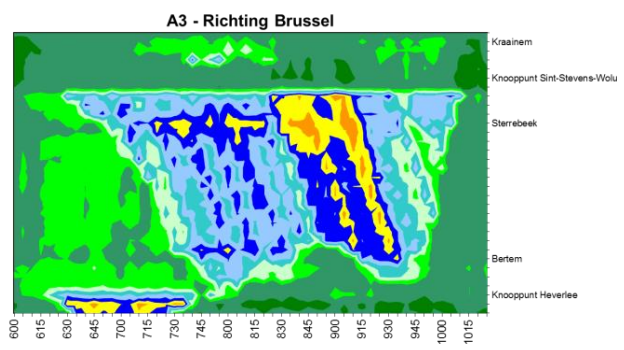 A3 - Richting Brussel
Kraainem
Knooppunt Sint-Stevens-Wolu
Sterrebeek
Bertem
Knooppunt Heverlee
600 615 630 645 700 715 730 745 800 815 830 845 900 915 930 945 1000 1015